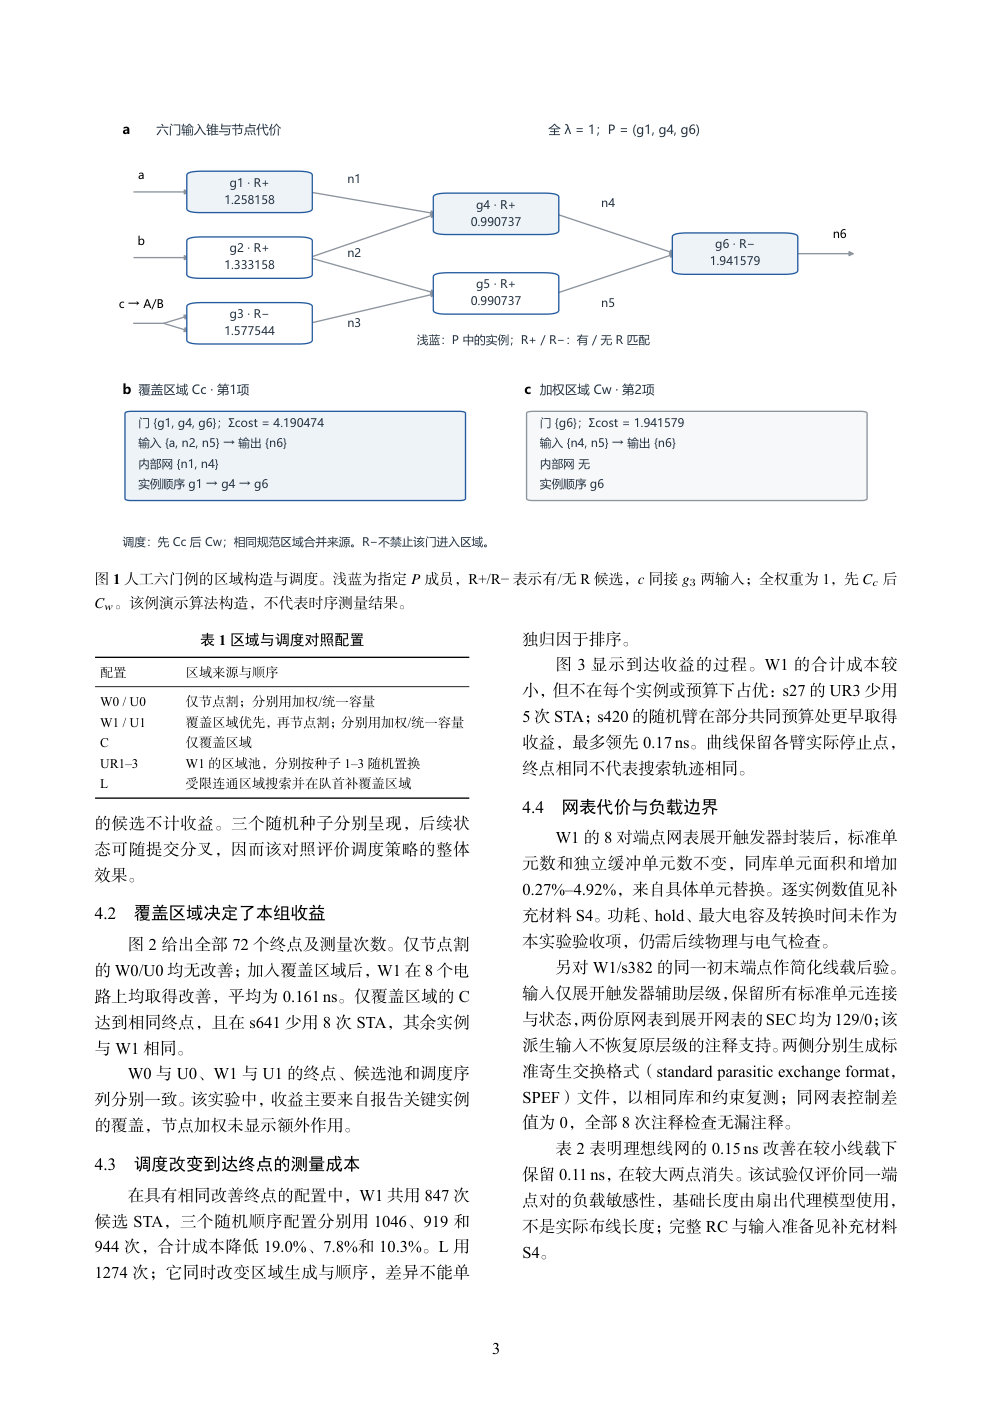 a 六门输入锥与节点代价 全 λ = 1；P = (g1, g4, g6)
a
g1 · R+
1.258158
n1
b
g2 · R+
1.333158
n2
c → A/B
g3 · R−
1.577544
n3
g4 · R+
0.990737
n4
g5 · R+
0.990737
n5
g6 · R−
1.941579
n6
浅蓝：P 中的实例；R+ / R−：有 / 无 R 匹配
b 覆盖区域 Cc · 第1项
门 {g1, g4, g6}；Σcost = 4.190474
输入 {a, n2, n5} → 输出 {n6}
内部网 {n1, n4}
实例顺序 g1 → g4 → g6
c 加权区域 Cw · 第2项
门 {g6}；Σcost = 1.941579
输入 {n4, n5} → 输出 {n6}
内部网 无
实例顺序 g6
调度：先 Cc 后 Cw；相同规范区域合并来源。R−不禁止该门进入区域。
图 1 人工六门例的区域构造与调度。浅蓝为指定 P 成员，R+/R− 表示有/无 R 候选，c 同接 g3 两输入；全权重为 1，先 Cc 后
Cw。该例演示算法构造，不代表时序测量结果。
表 1 区域与调度对照配置
配置 区域来源与顺序
W0 / U0 仅节点割；分别用加权/统一容量
W1 / U1 覆盖区域优先，再节点割；分别用加权/统一容量
C 仅覆盖区域
UR1–3 W1 的区域池，分别按种子 1–3 随机置换
L 受限连通区域搜索并在队首补覆盖区域
的候选不计收益。三个随机种子分别呈现，后续状
态可随提交分叉，因而该对照评价调度策略的整体
效果。
4.2 覆盖区域决定了本组收益
图 2 给出全部 72 个终点及测量次数。仅节点割
的 W0/U0 均无改善；加入覆盖区域后，W1 在 8 个电
路上均取得改善，平均为 0.161 ns。仅覆盖区域的 C
达到相同终点，且在 s641 少用 8 次 STA，其余实例
与 W1 相同。
W0 与 U0、W1 与 U1 的终点、候选池和调度序
列分别一致。该实验中，收益主要来自报告关键实例
的覆盖，节点加权未显示额外作用。
4.3 调度改变到达终点的测量成本
在具有相同改善终点的配置中，W1 共用 847 次
候选 STA，三个随机顺序配置分别用 1046、919 和
944 次，合计成本降低 19.0%、7.8%和 10.3%。L 用
1274 次；它同时改变区域生成与顺序，差异不能单
独归因于排序。
图 3 显示到达收益的过程。W1 的合计成本较
小，但不在每个实例或预算下占优：s27 的 UR3 少用
5 次 STA；s420 的随机臂在部分共同预算处更早取得
收益，最多领先 0.17 ns。曲线保留各臂实际停止点，
终点相同不代表搜索轨迹相同。
4.4 网表代价与负载边界
W1 的 8 对端点网表展开触发器封装后，标准单
元数和独立缓冲单元数不变，同库单元面积和增加
0.27%–4.92%，来自具体单元替换。逐实例数值见补
充材料 S4。功耗、hold、最大电容及转换时间未作为
本实验验收项，仍需后续物理与电气检查。
另对 W1/s382 的同一初末端点作简化线载后验。
输入仅展开触发器辅助层级，保留所有标准单元连接
与状态，两份原网表到展开网表的 SEC 均为 129/0；该
派生输入不恢复原层级的注释支持。两侧分别生成标
准寄生交换格式（standard parasitic exchange format，
SPEF）文件，以相同库和约束复测；同网表控制差
值为 0，全部 8 次注释检查无漏注释。
表 2 表明理想线网的 0.15 ns 改善在较小线载下
保留 0.11 ns，在较大两点消失。该试验仅评价同一端
点对的负载敏感性，基础长度由扇出代理模型使用，
不是实际布线长度；完整 RC 与输入准备见补充材料
S4。
3